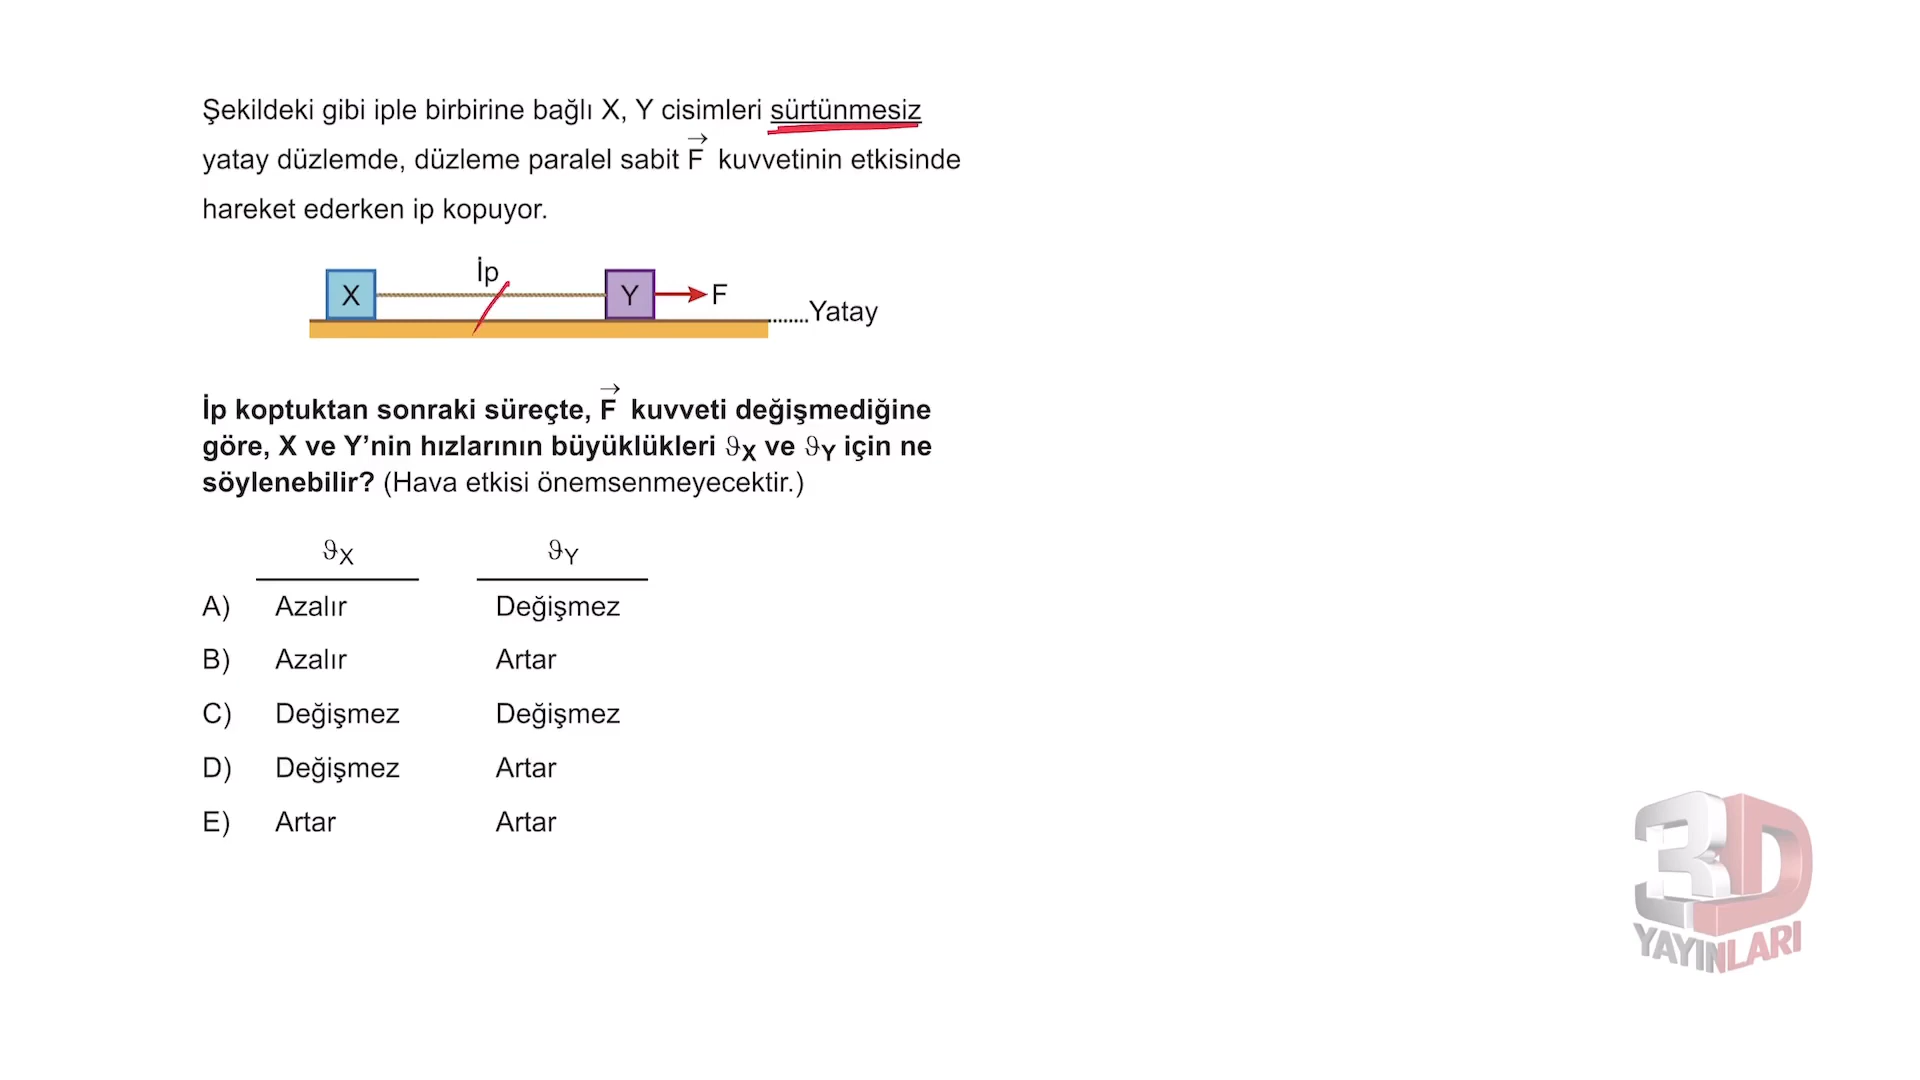 Şekildeki gibi iple birbirine bağlı X, Y cisimleri sürtünmesiz
yatay düzlemde, düzleme paralel sabit F⃗ kuvvetinin etkisinde
hareket ederken ip kopuyor.
İp
X
Y
F
........Yatay
İp koptuktan sonraki süreçte, F⃗ kuvveti değişmediğine
göre, X ve Y’nin hızlarının büyüklükleri ϑX ve ϑY için ne
söylenebilir? (Hava etkisi önemsenmeyecektir.)
ϑX ϑY
A) Azalır Değişmez
B) Azalır Artar
C) Değişmez Değişmez
D) Değişmez Artar
E) Artar Artar
3D
YAYINLARI